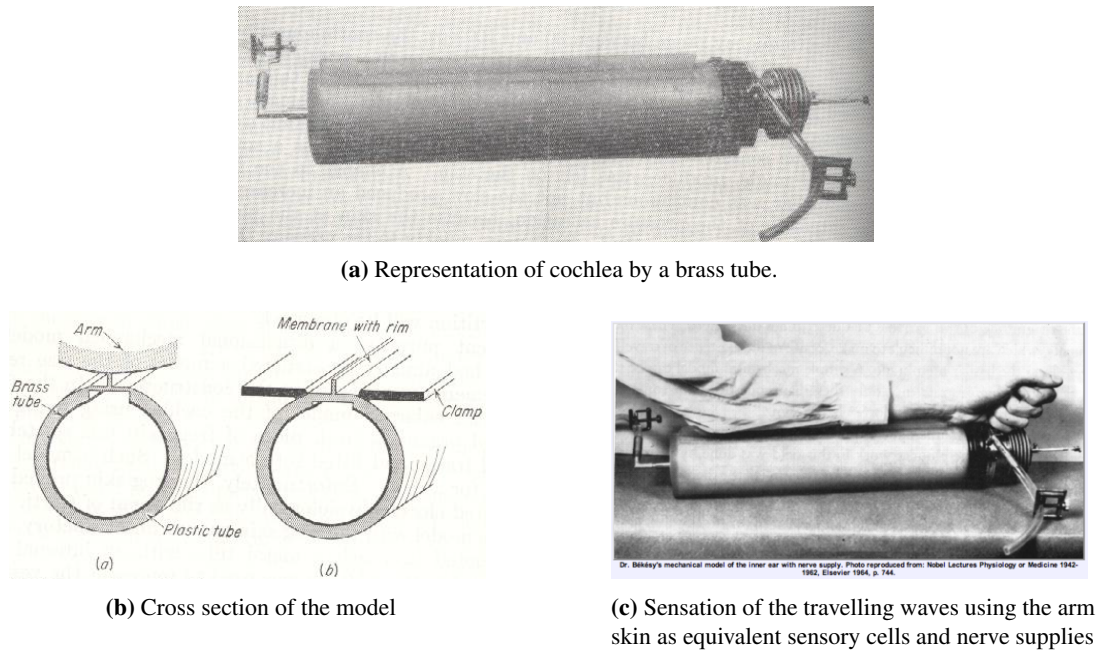 (a) Representation of cochlea by a brass tube.
Arm
Brass
tube
Plastic tube
(a)
Membrane with rim
Clamp
(b)
Dr. Békésy's mechanical model of the inner ear with nerve supply. Photo reproduced from: Nobel Lectures Physiology or Medicine 1942-
1962, Elsevier 1964, p. 744.
(b) Cross section of the model
(c) Sensation of the travelling waves using the arm
skin as equivalent sensory cells and nerve supplies